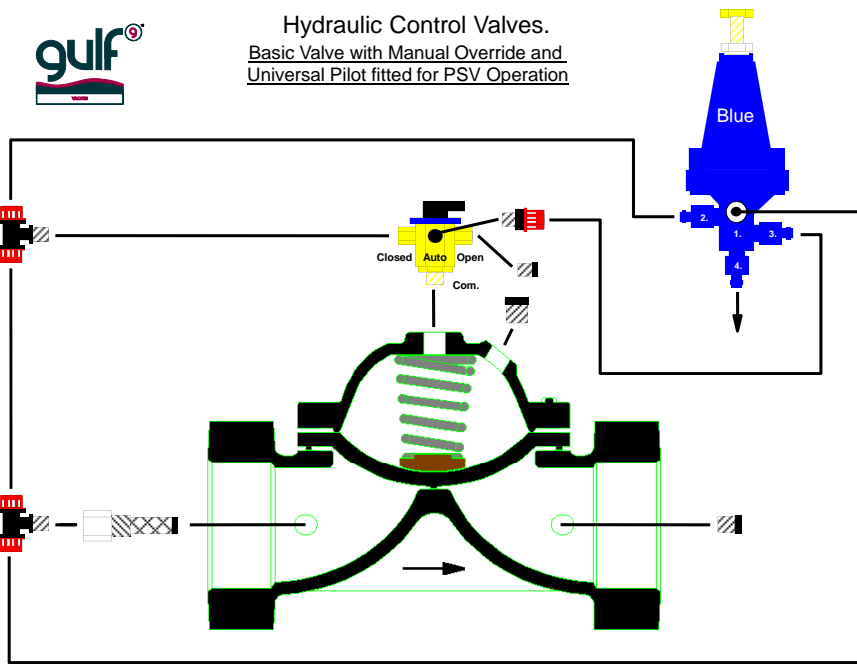 gulf
g
VALVES
Hydraulic Control Valves.
Basic Valve with Manual Override and
Universal Pilot fitted for PSV Operation
Blue
2.
1.
3.
4.
Closed Auto Open
Com.